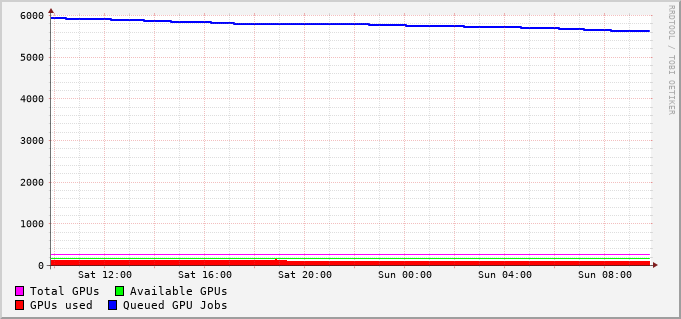 6000
5000
4000
3000
2000
1000
0
Sat 12:00 Sat 16:00 Sat 20:00 Sun 00:00 Sun 04:00 Sun 08:00
Total GPUs Available GPUs
GPUs used Queued GPU Jobs
RRDTOOL / TOBI OETIKER